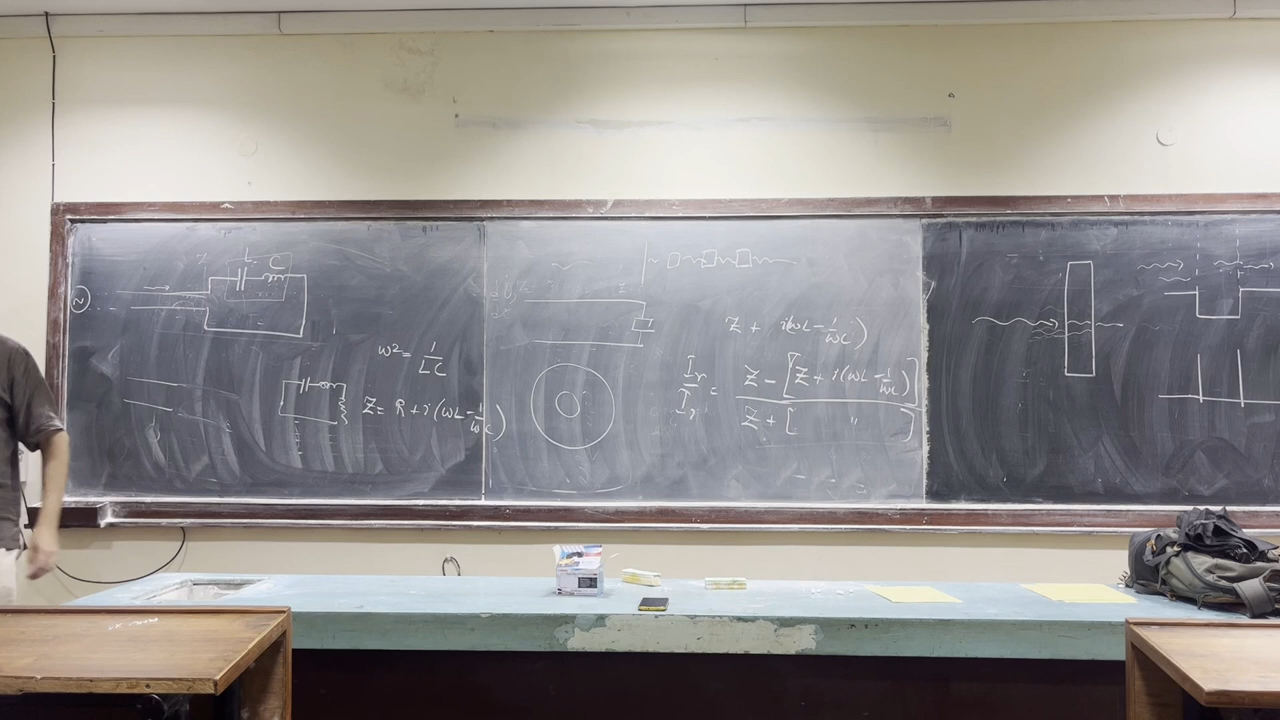 L
C
~
ω² = 1/LC
Z = R + i(ωL - 1/ωC)
~
Z + i(ωL - 1/ωC)
Ir/Ii = Z - [Z + i(ωL - 1/ωC)] / Z + [ " ]